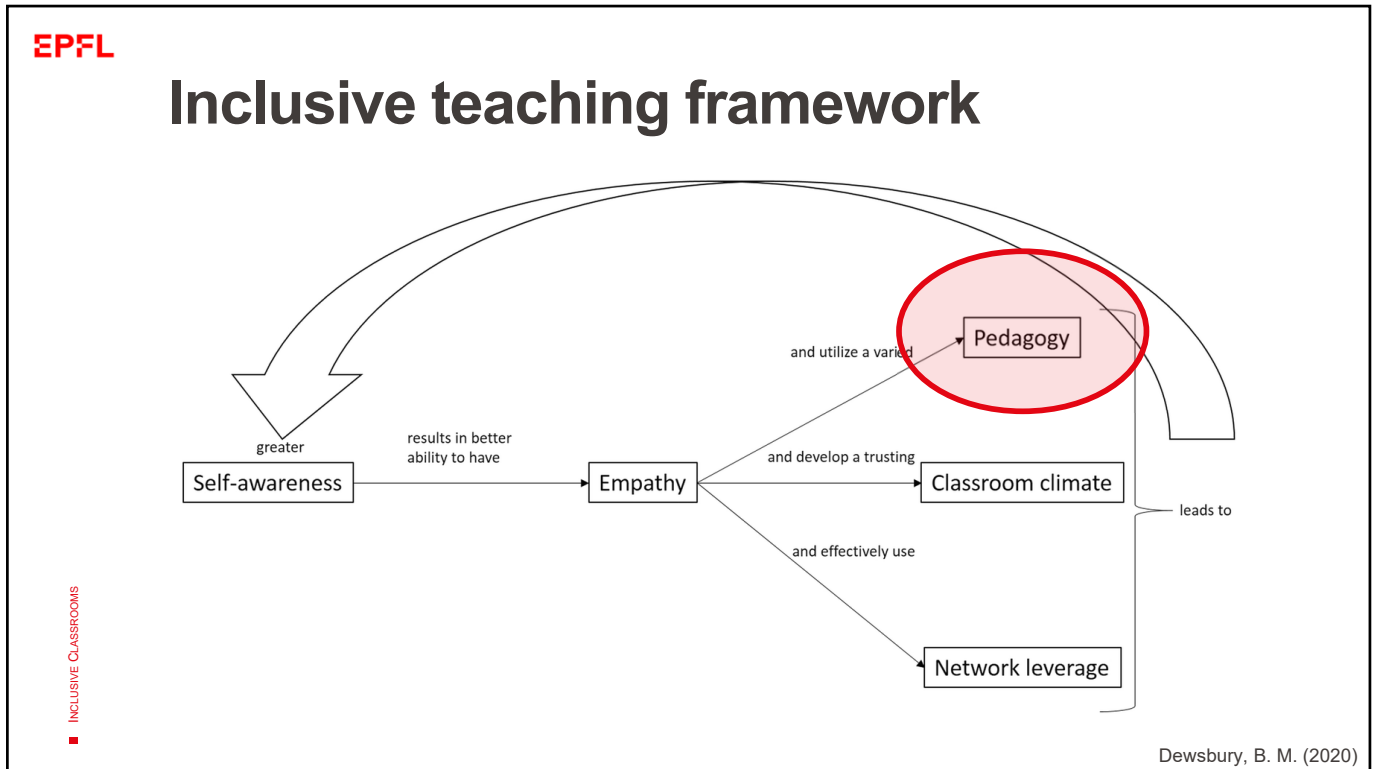 EPFL
Inclusive teaching framework
and utilize a varied
Pedagogy
greater
results in better
ability to have
Self-awareness
Empathy
and develop a trusting
Classroom climate
leads to
and effectively use
Network leverage
INCLUSIVE CLASSROOMS
Dewsbury, B. M. (2020)